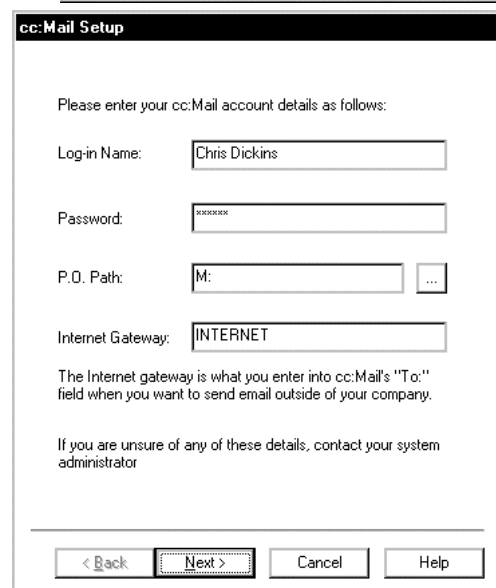 cc:Mail Setup
Please enter your cc:Mail account details as follows:
Log-in Name: Chris Dickins
Password: ******
P.O. Path: M: ...
Internet Gateway: INTERNET
The Internet gateway is what you enter into cc:Mail's "To:"
field when you want to send email outside of your company.
If you are unsure of any of these details, contact your system
administrator
< Back Next > Cancel Help